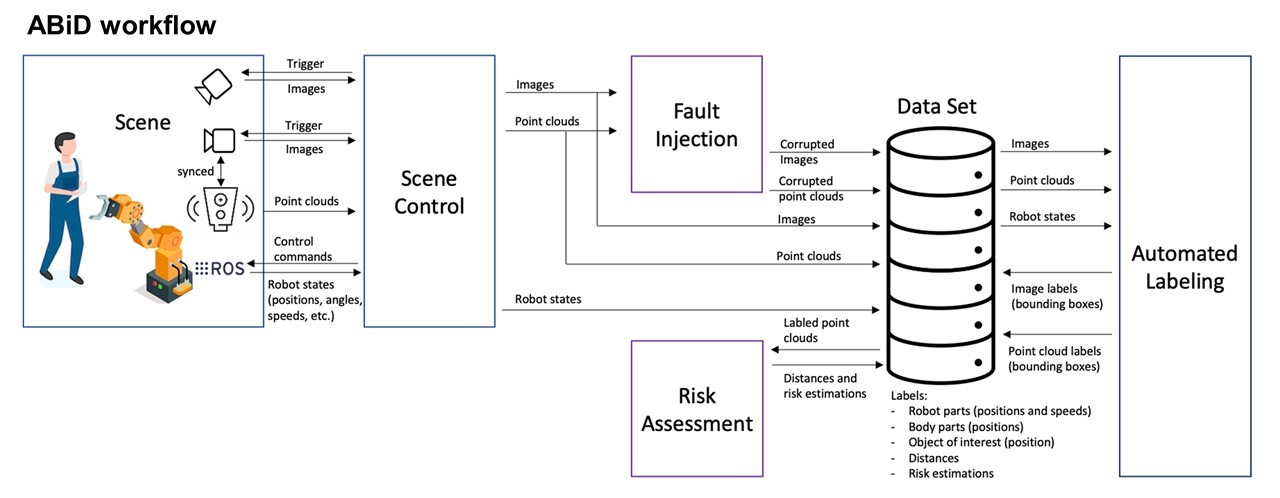 ABiD workflow
Scene
Trigger
Images
Trigger
Images
synced
Point clouds
Control
commands
ROS
Robot states
(positions, angles,
speeds, etc.)
Scene
Control
Images
Point clouds
Fault
Injection
Corrupted
Images
Corrupted
point clouds
Images
Point clouds
Robot states
Labled point
clouds
Distances and
risk estimations
Risk
Assessment
Data Set
Images
Point clouds
Robot states
Image labels
(bounding boxes)
Point cloud labels
(bounding boxes)
Labels:
- Robot parts (positions and speeds)
- Body parts (positions)
- Object of interest (position)
- Distances
- Risk estimations
Automated
Labeling